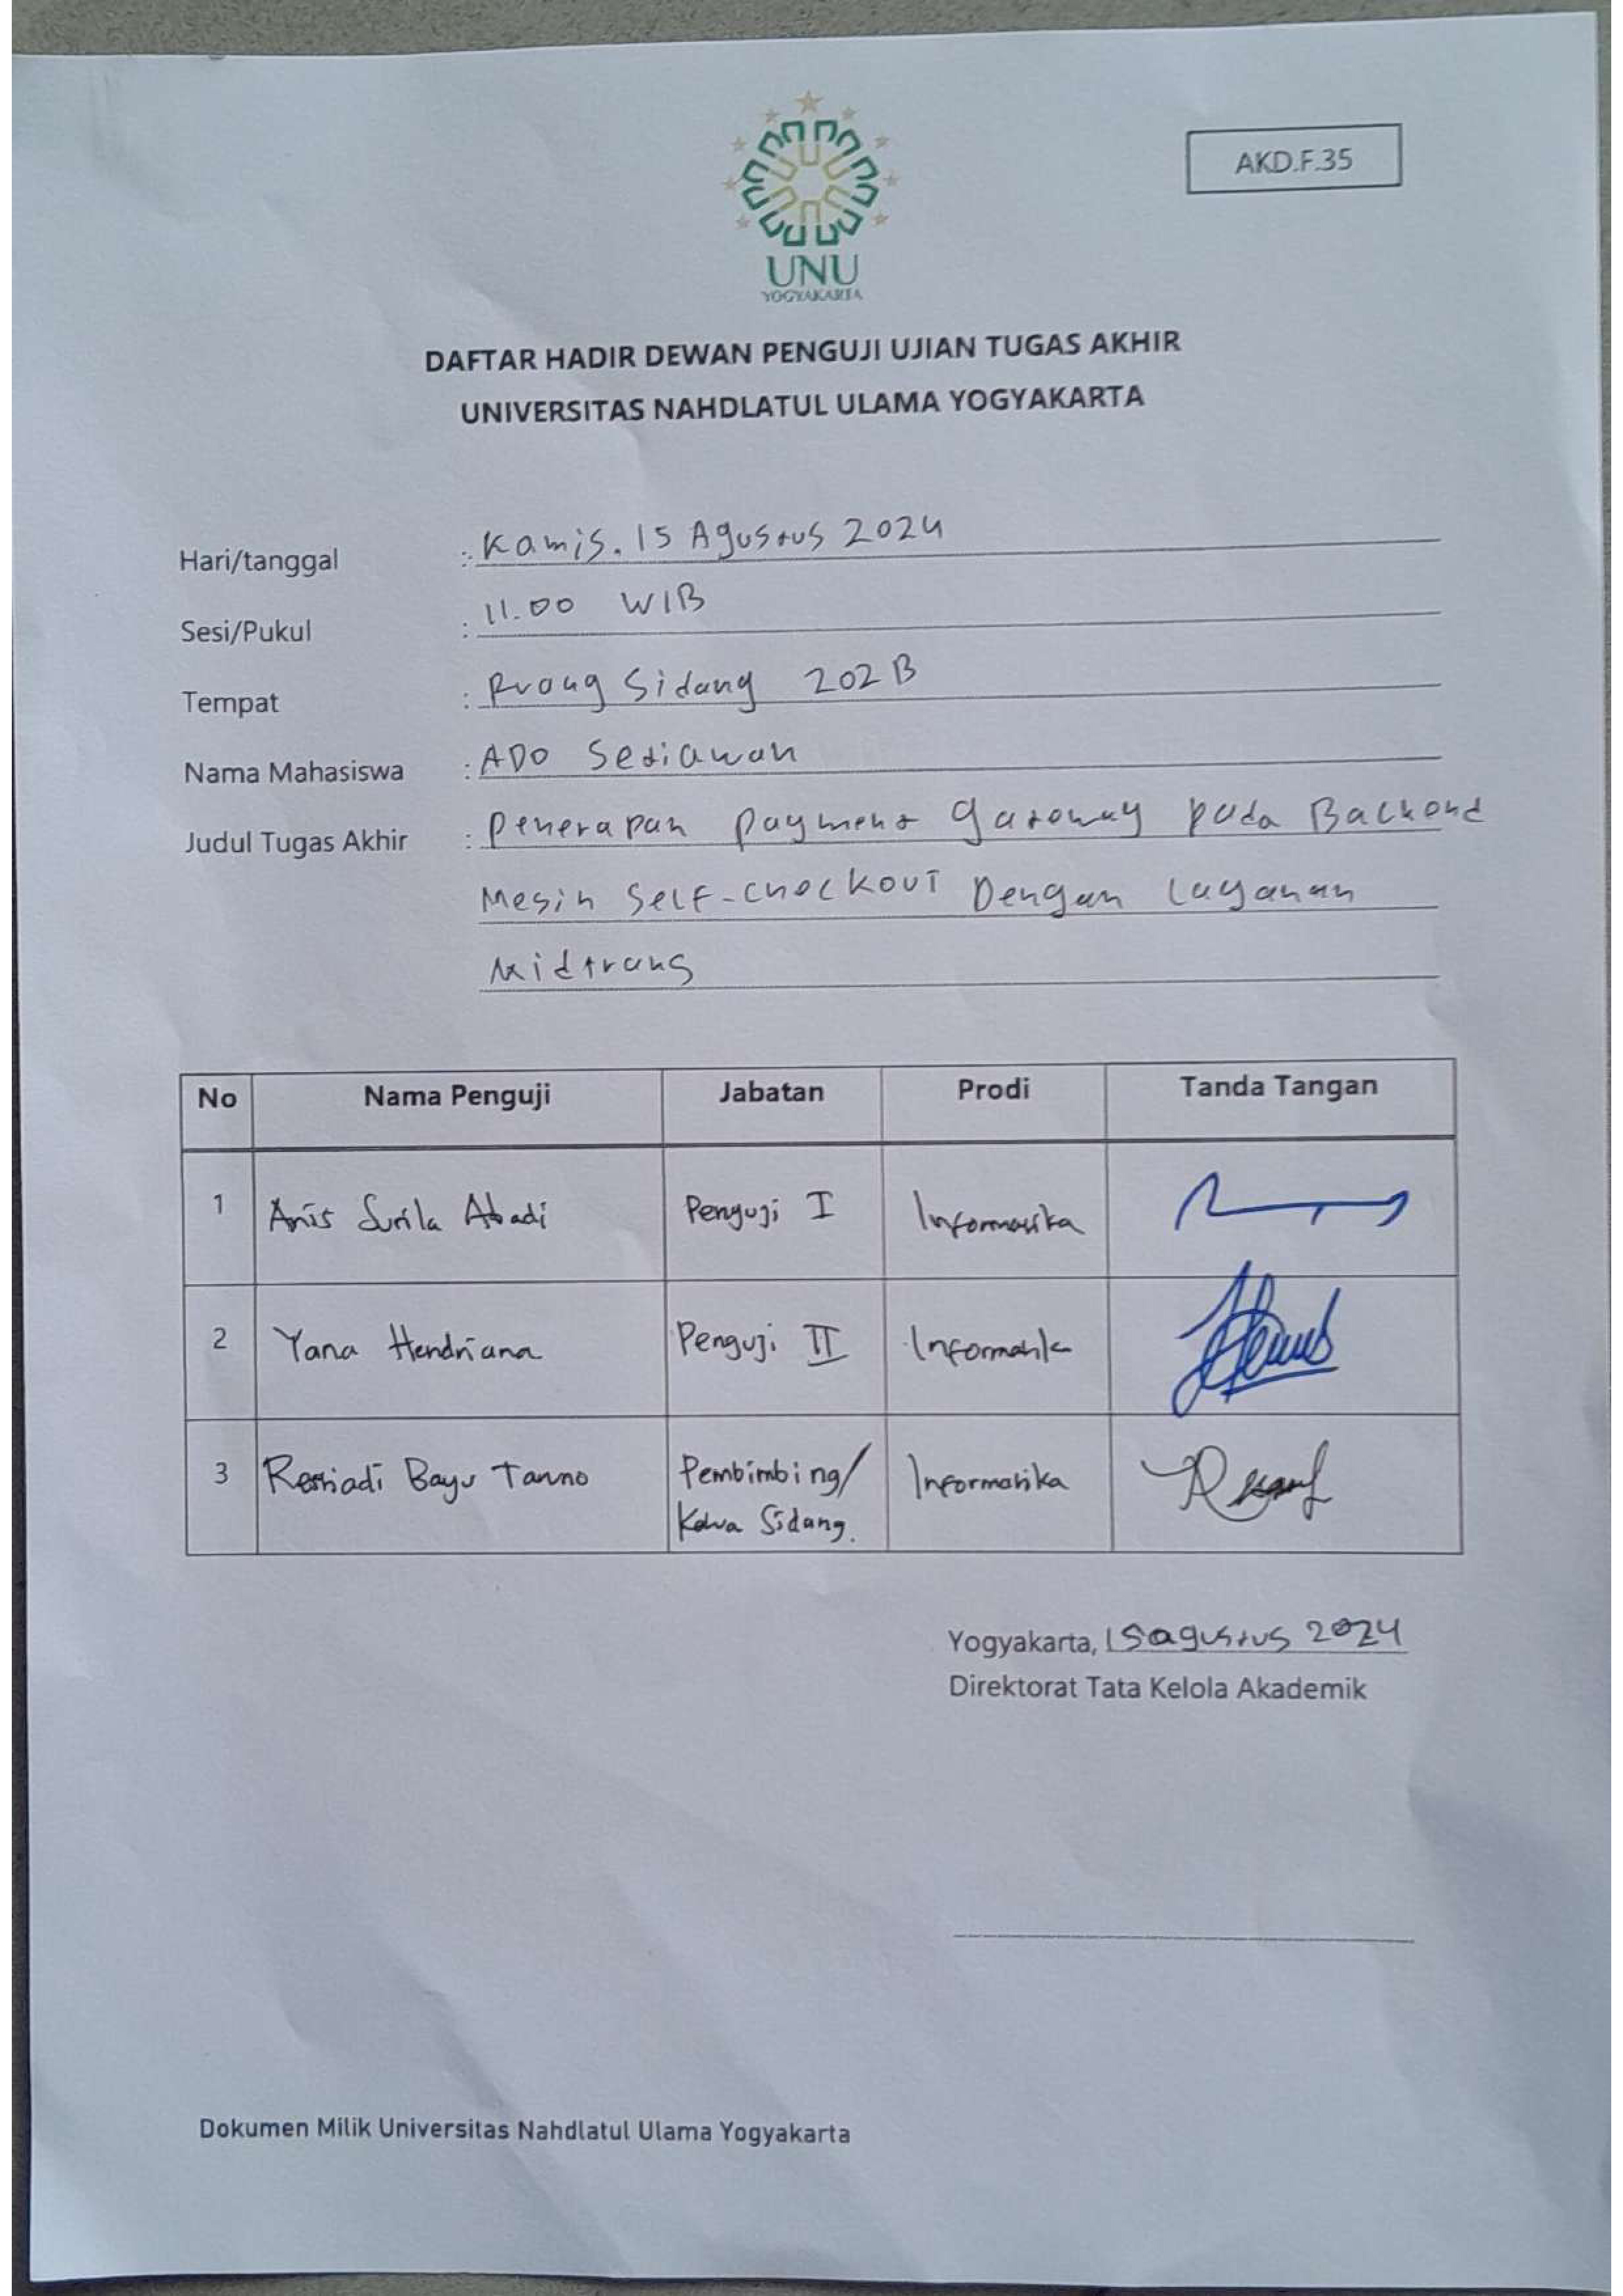 AKD.F.35
UNU
YOGYAKARTA
DAFTAR HADIR DEWAN PENGUJI UJIAN TUGAS AKHIR
UNIVERSITAS NAHDLATUL ULAMA YOGYAKARTA
Hari/tanggal : Kamis. 15 Agustus 2024
Sesi/Pukul : 11.00 WIB
Tempat : Ruang Sidang 202 B
Nama Mahasiswa : ADO Setiawan
Judul Tugas Akhir : Penerapan payment gateway pada Backend
Mesin Self-checkout Dengan Layanan
Midtrans
No Nama Penguji Jabatan Prodi Tanda Tangan
1 Anis Susila Abadi Penguji I Informatika
2 Yana Hendriana Penguji II Informatika
3 Bayu Pembimbing/ Informatika
Ketua Sidang.
Yogyakarta, 15 agustus 2024
Direktorat Tata Kelola Akademik
Dokumen Milik Universitas Nahdlatul Ulama Yogyakarta